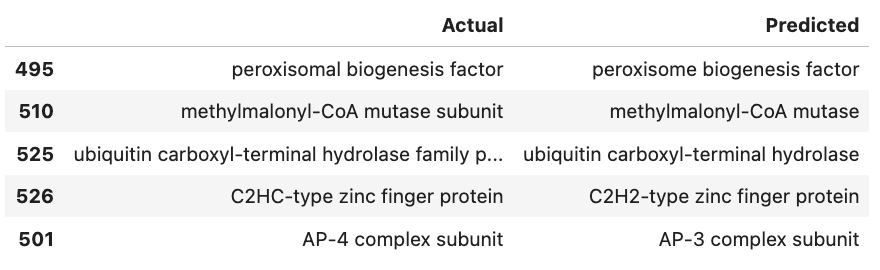 Actual Predicted
495 peroxisomal biogenesis factor peroxisome biogenesis factor
510 methylmalonyl-CoA mutase subunit methylmalonyl-CoA mutase
525 ubiquitin carboxyl-terminal hydrolase family p... ubiquitin carboxyl-terminal hydrolase
526 C2HC-type zinc finger protein C2H2-type zinc finger protein
501 AP-4 complex subunit AP-3 complex subunit